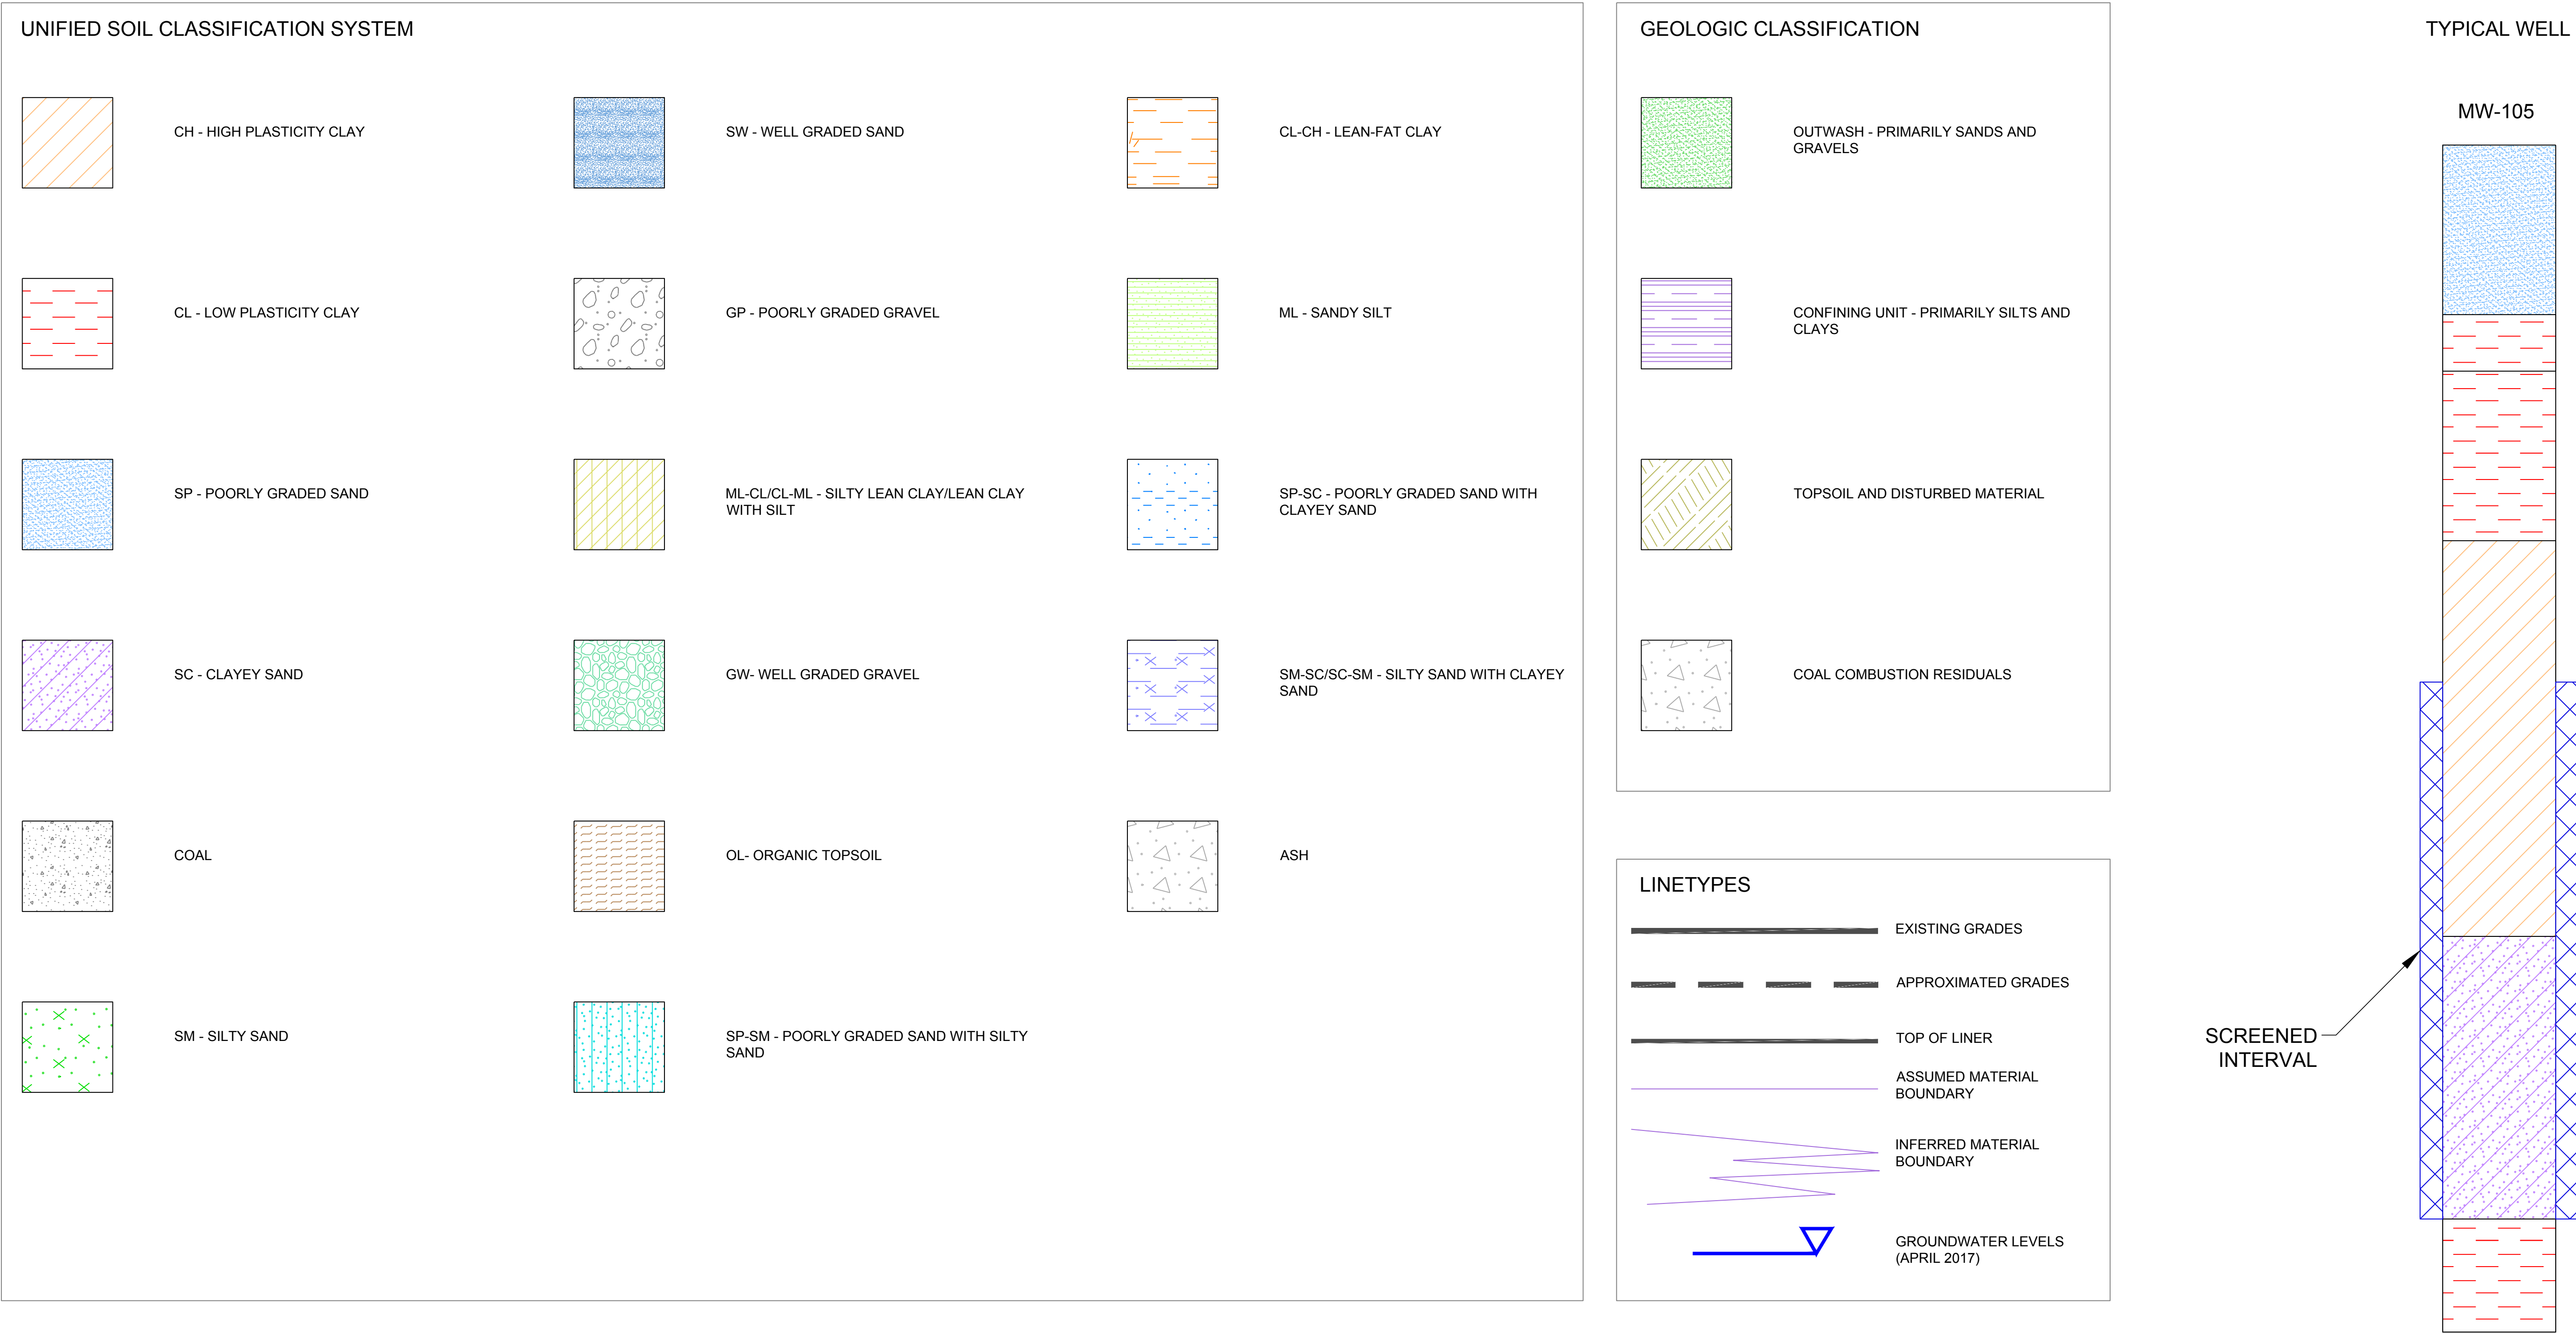 UNIFIED SOIL CLASSIFICATION SYSTEM
CH - HIGH PLASTICITY CLAY
SW - WELL GRADED SAND
CL-CH - LEAN-FAT CLAY
CL - LOW PLASTICITY CLAY
GP - POORLY GRADED GRAVEL
ML - SANDY SILT
SP - POORLY GRADED SAND
ML-CL/CL-ML - SILTY LEAN CLAY/LEAN CLAY
WITH SILT
SP-SC - POORLY GRADED SAND WITH
CLAYEY SAND
SC - CLAYEY SAND
GW- WELL GRADED GRAVEL
SM-SC/SC-SM - SILTY SAND WITH CLAYEY
SAND
COAL
OL- ORGANIC TOPSOIL
ASH
SM - SILTY SAND
SP-SM - POORLY GRADED SAND WITH SILTY
SAND
GEOLOGIC CLASSIFICATION
OUTWASH - PRIMARILY SANDS AND
GRAVELS
CONFINING UNIT - PRIMARILY SILTS AND
CLAYS
TOPSOIL AND DISTURBED MATERIAL
COAL COMBUSTION RESIDUALS
LINETYPES
EXISTING GRADES
APPROXIMATED GRADES
TOP OF LINER
ASSUMED MATERIAL
BOUNDARY
INFERRED MATERIAL
BOUNDARY
GROUNDWATER LEVELS
(APRIL 2017)
TYPICAL WELL
MW-105
SCREENED
INTERVAL